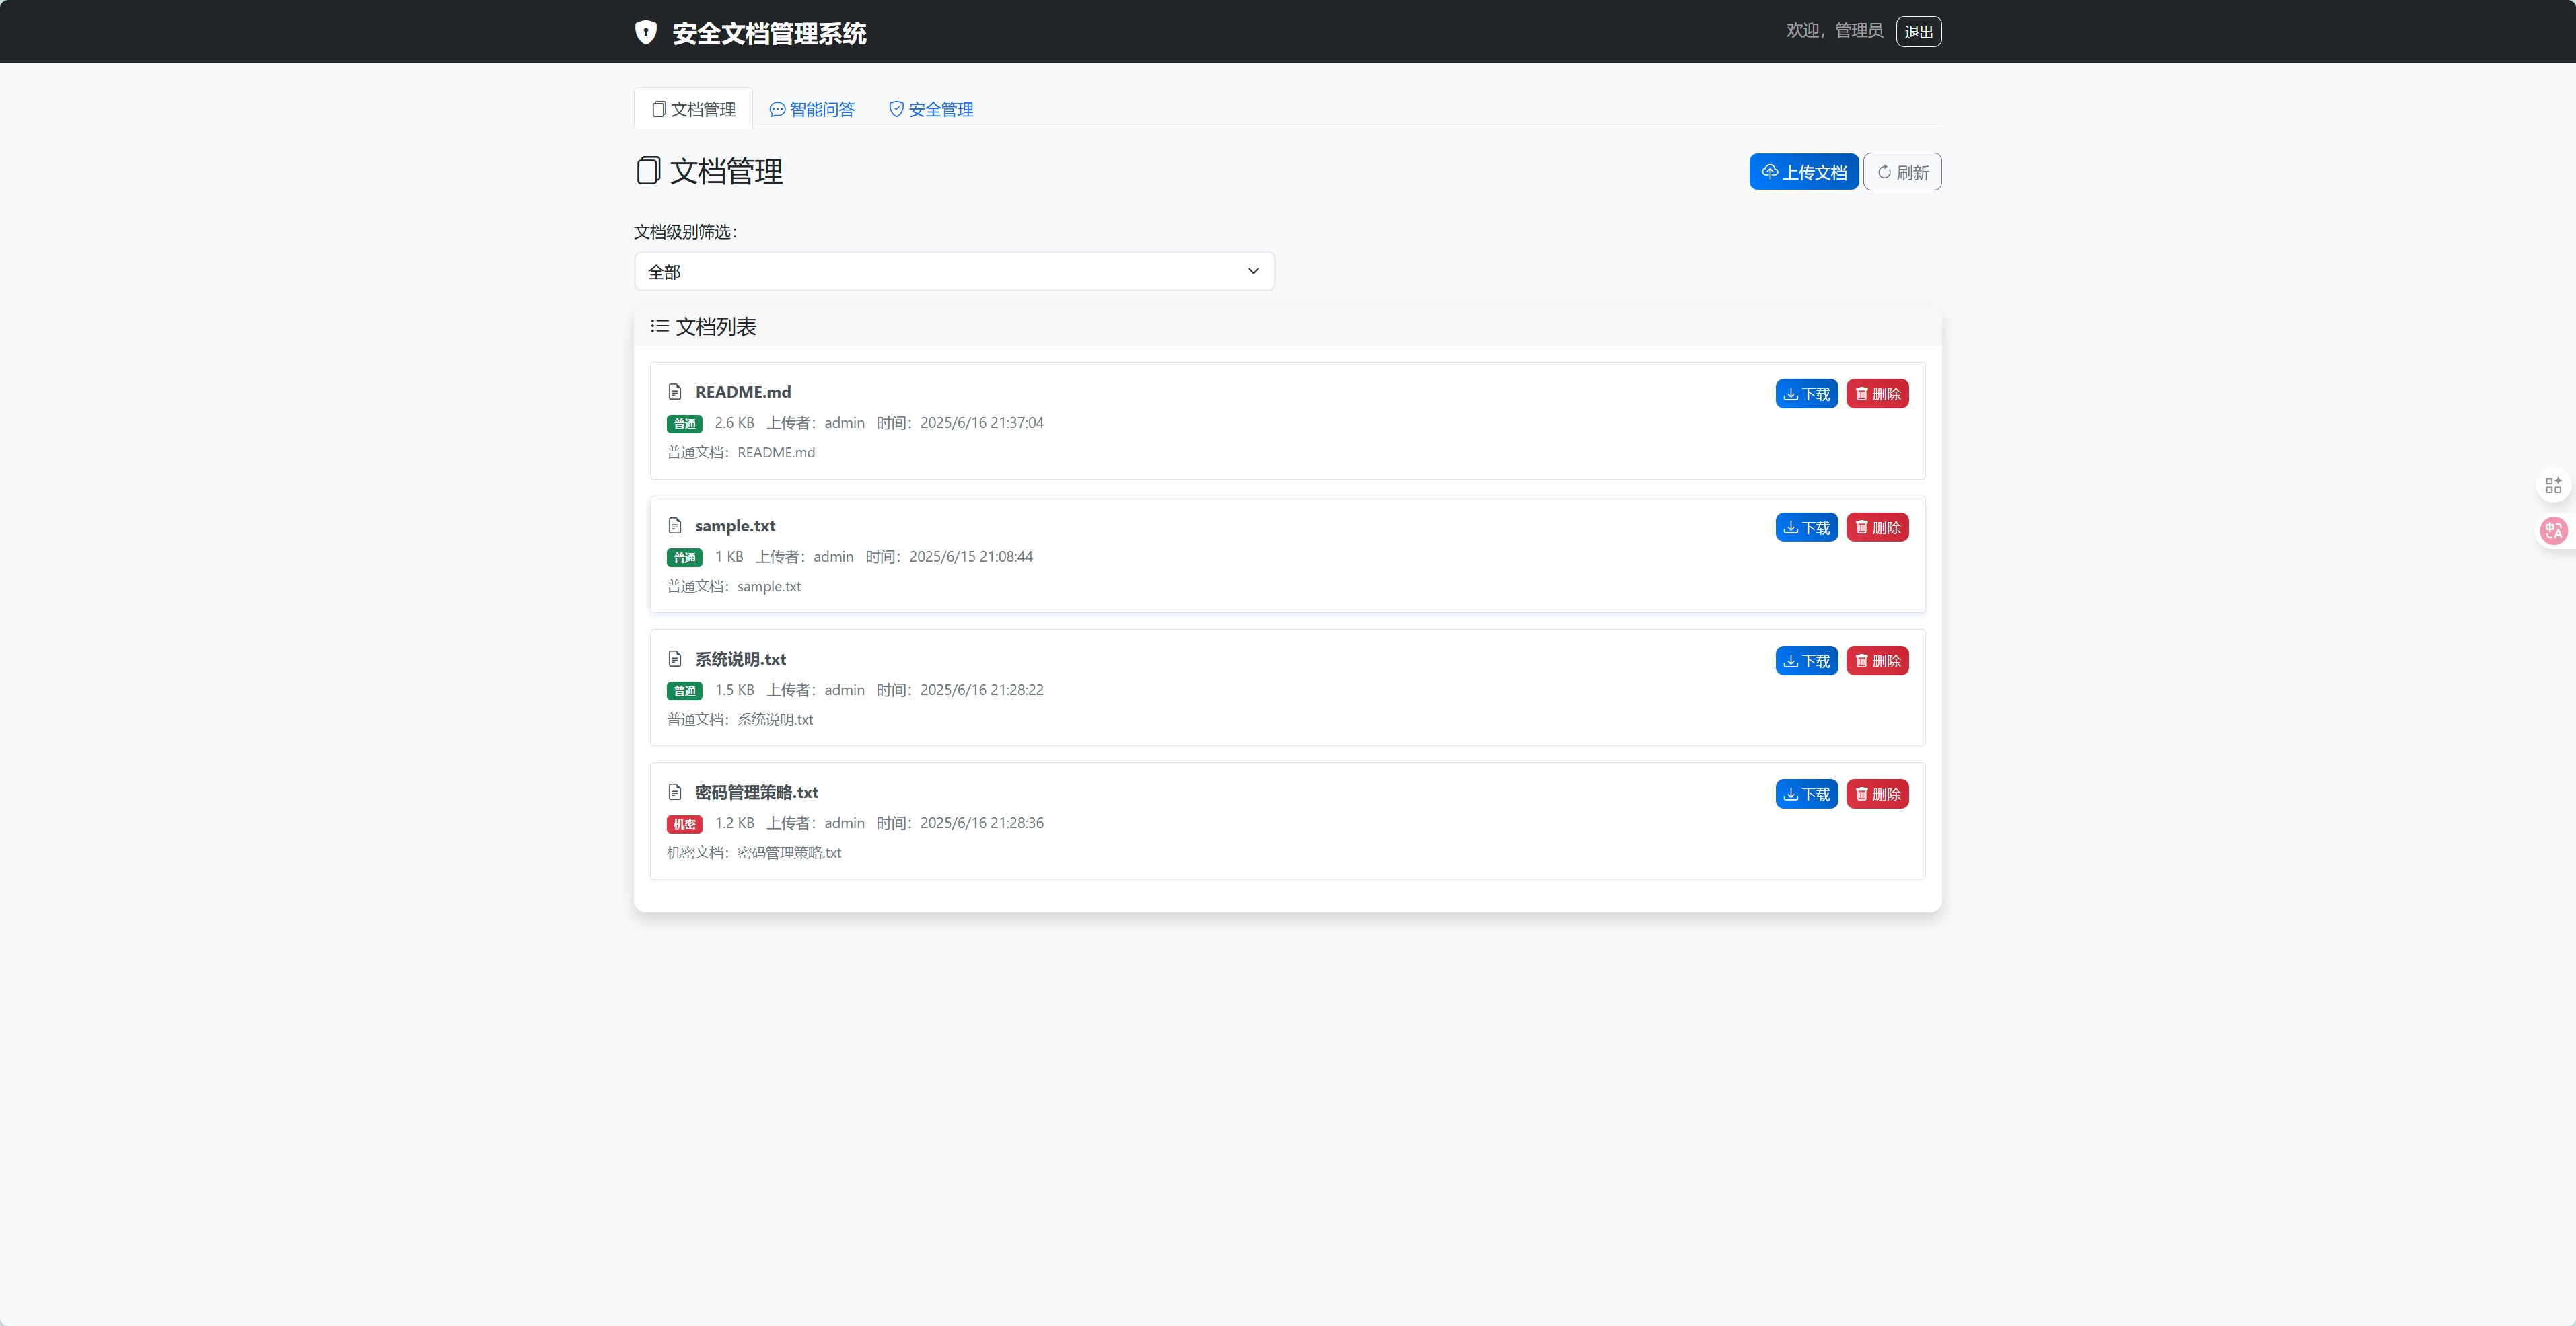 安全文档管理系统
欢迎，管理员 退出
文档管理 智能问答 安全管理
文档管理
上传文档 刷新
文档级别筛选：
全部
文档列表
README.md
下载 删除
普通 2.6 KB 上传者：admin 时间：2025/6/16 21:37:04
普通文档：README.md
sample.txt
下载 删除
普通 1 KB 上传者：admin 时间：2025/6/15 21:08:44
普通文档：sample.txt
系统说明.txt
下载 删除
普通 1.5 KB 上传者：admin 时间：2025/6/16 21:28:22
普通文档：系统说明.txt
密码管理策略.txt
下载 删除
机密 1.2 KB 上传者：admin 时间：2025/6/16 21:28:36
机密文档：密码管理策略.txt
中A